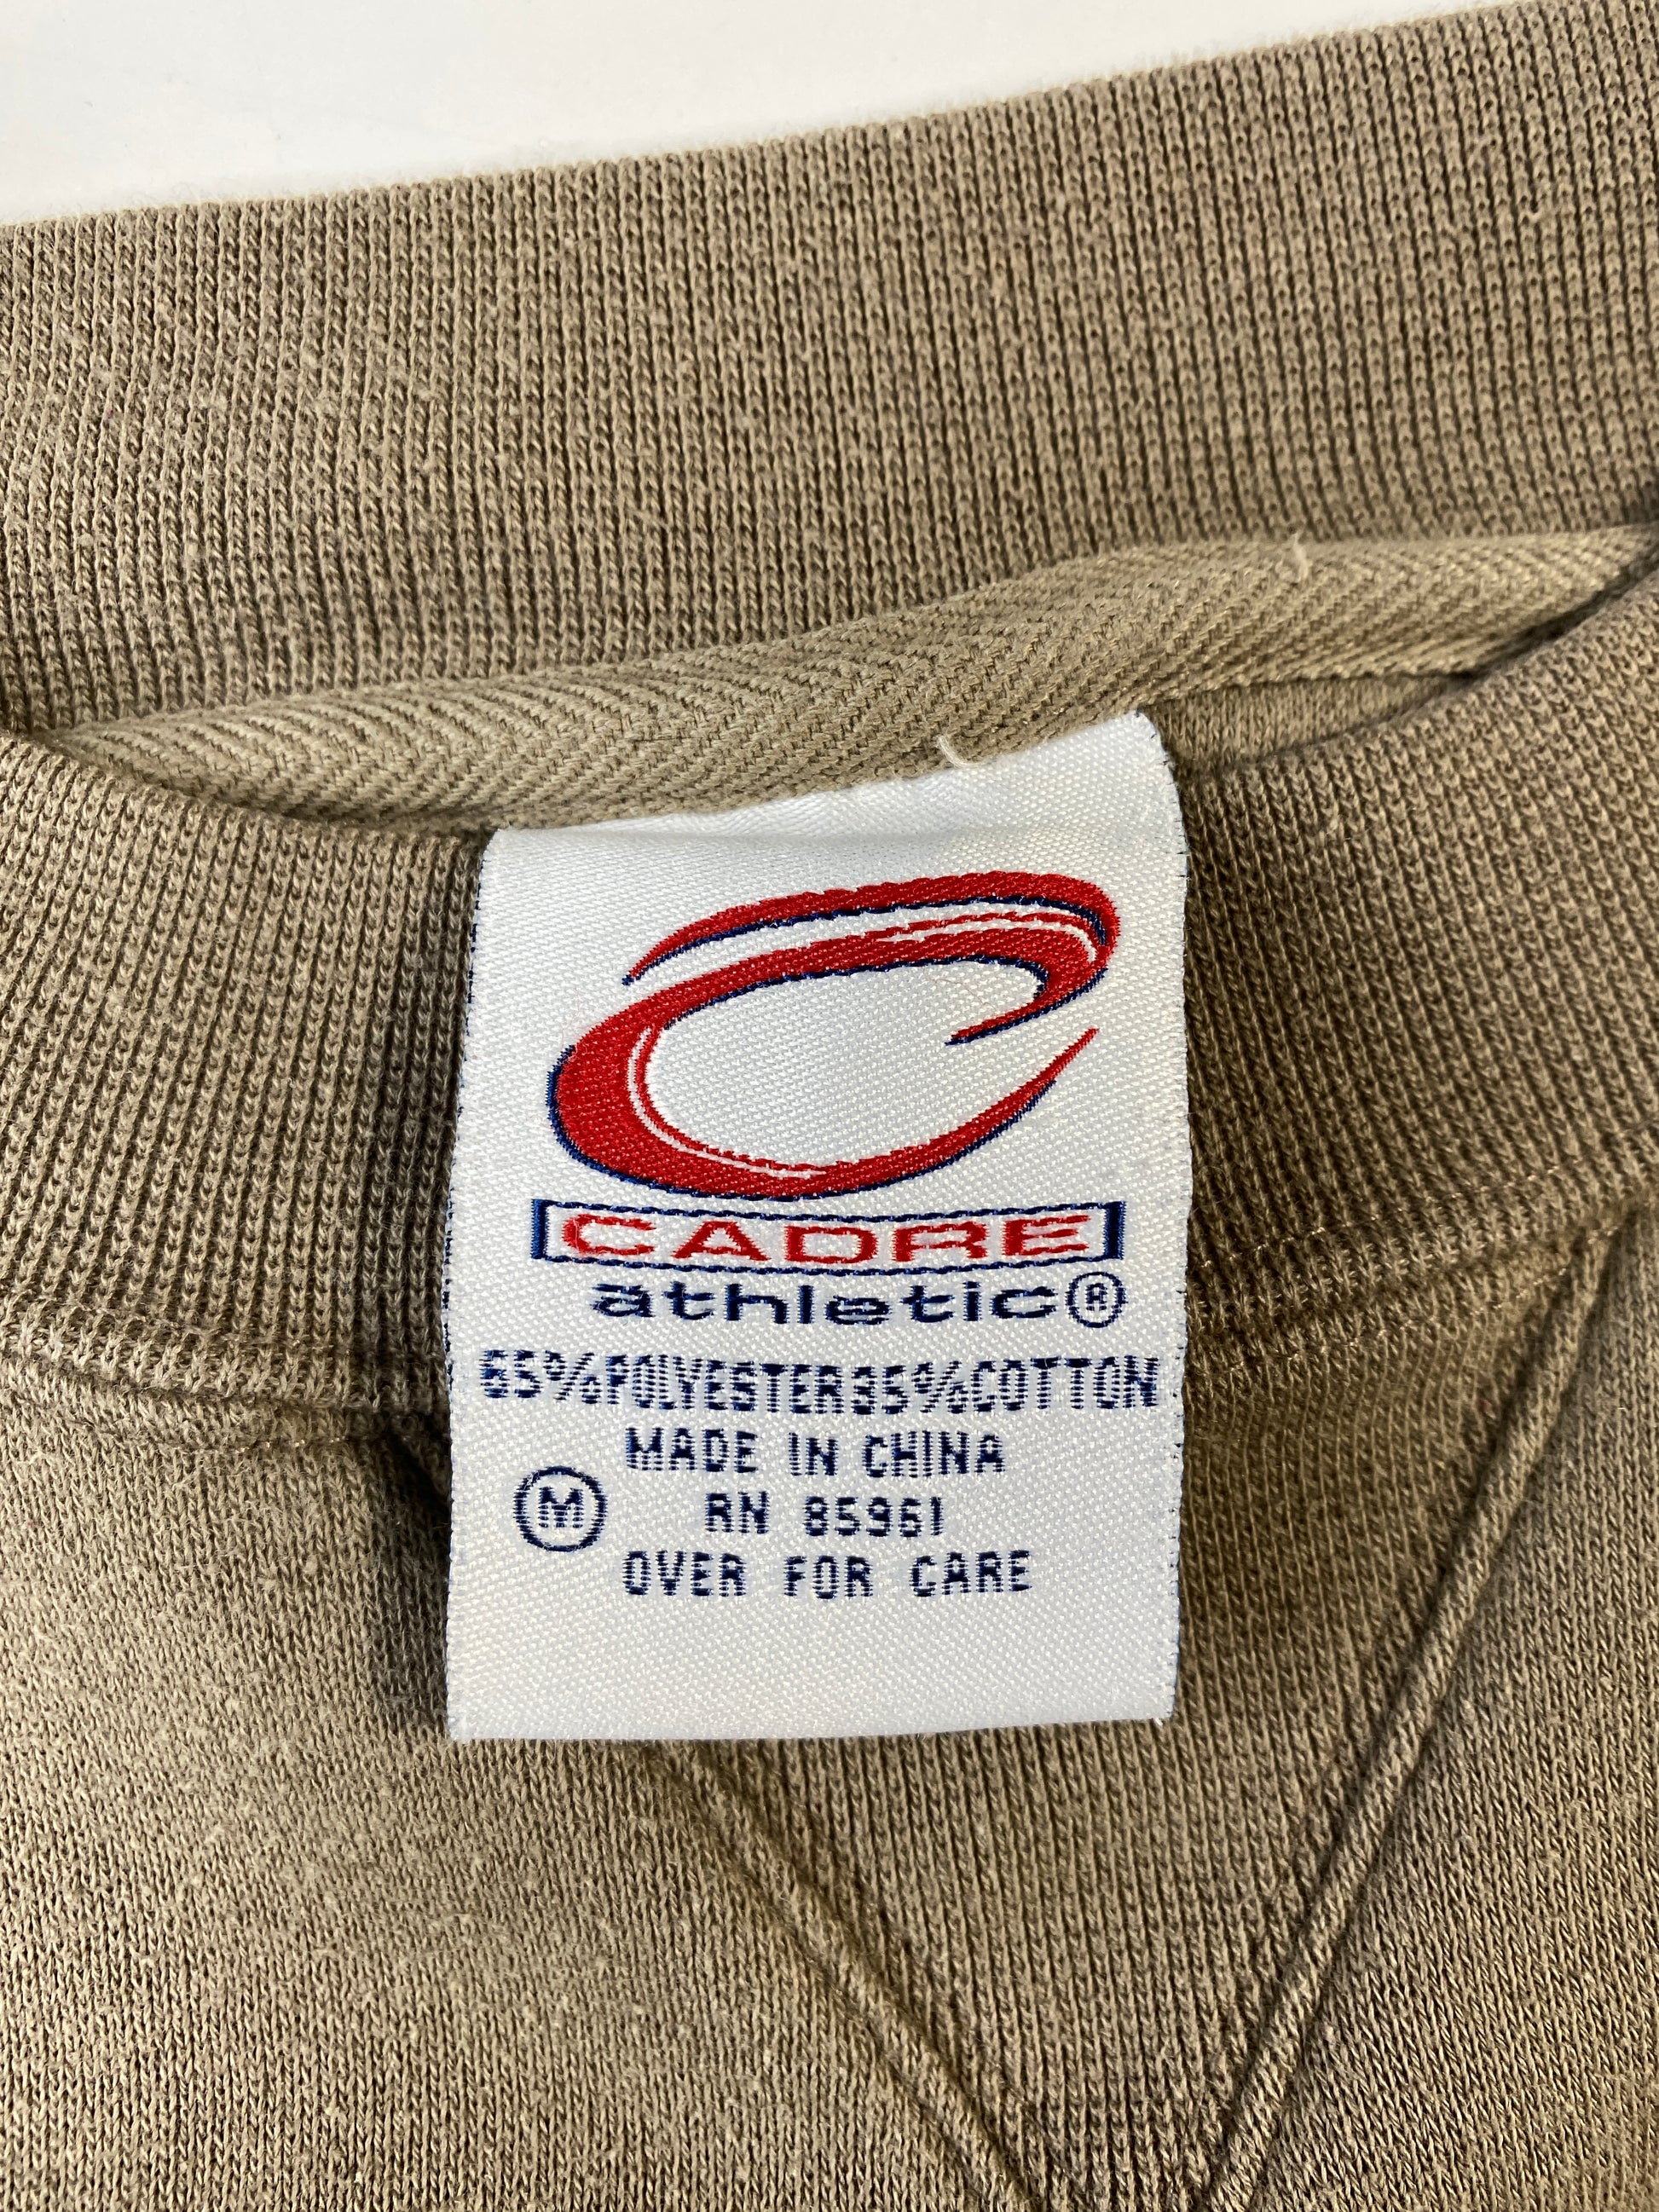 CADRE
athletic®
65%POLYESTER35%COTTON
MADE IN CHINA
M RN 85961
OVER FOR CARE